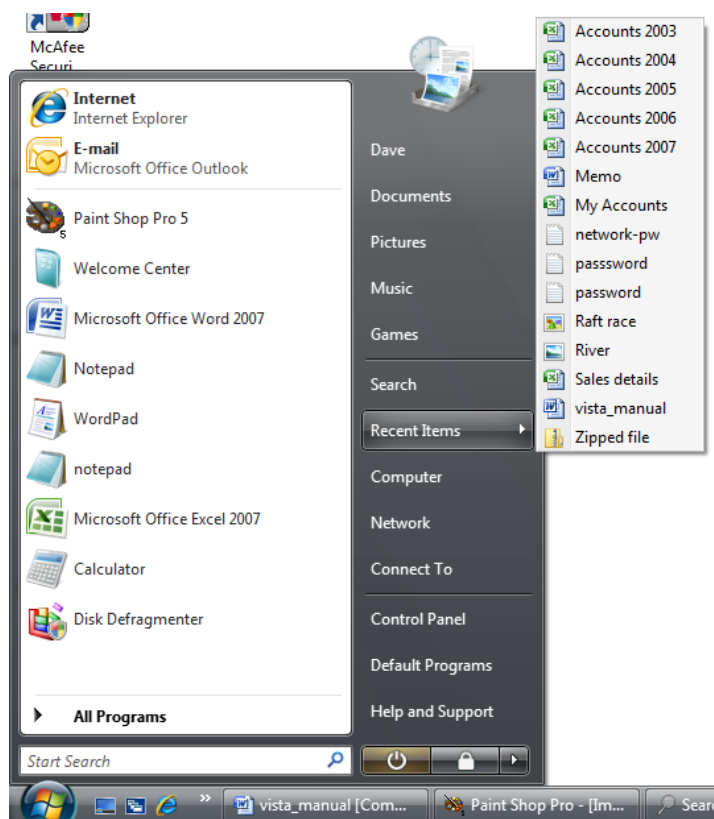 McAfee
Securi
Internet
Internet Explorer
E-mail
Microsoft Office Outlook
Paint Shop Pro 5
5
Welcome Center
Microsoft Office Word 2007
Notepad
WordPad
notepad
Microsoft Office Excel 2007
Calculator
Disk Defragmenter
All Programs
Start Search
Dave
Documents
Pictures
Music
Games
Search
Recent Items
Computer
Network
Connect To
Control Panel
Default Programs
Help and Support
Accounts 2003
Accounts 2004
Accounts 2005
Accounts 2006
Accounts 2007
Memo
My Accounts
network-pw
passsword
password
Raft race
River
Sales details
vista_manual
Zipped file
vista_manual [Com...
Paint Shop Pro - [Im...
Sear